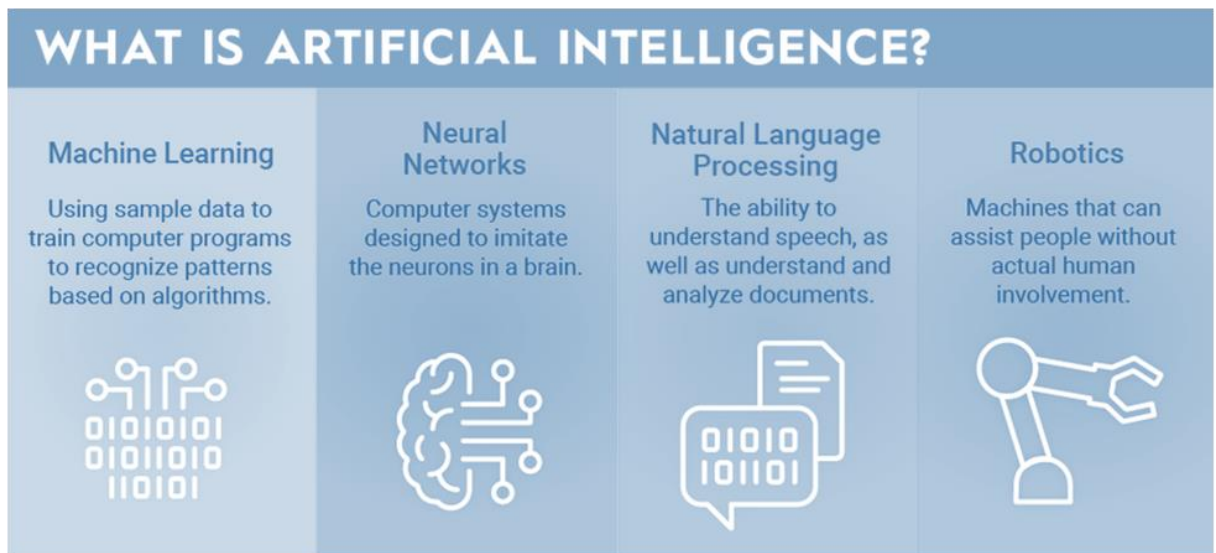 WHAT IS ARTIFICIAL INTELLIGENCE?
Machine Learning
Using sample data to
train computer programs
to recognize patterns
based on algorithms.
01010101
01011010
110101
Neural
Networks
Computer systems
designed to imitate
the neurons in a brain.
Natural Language
Processing
The ability to
understand speech, as
well as understand and
analyze documents.
01010
101101
Robotics
Machines that can
assist people without
actual human
involvement.